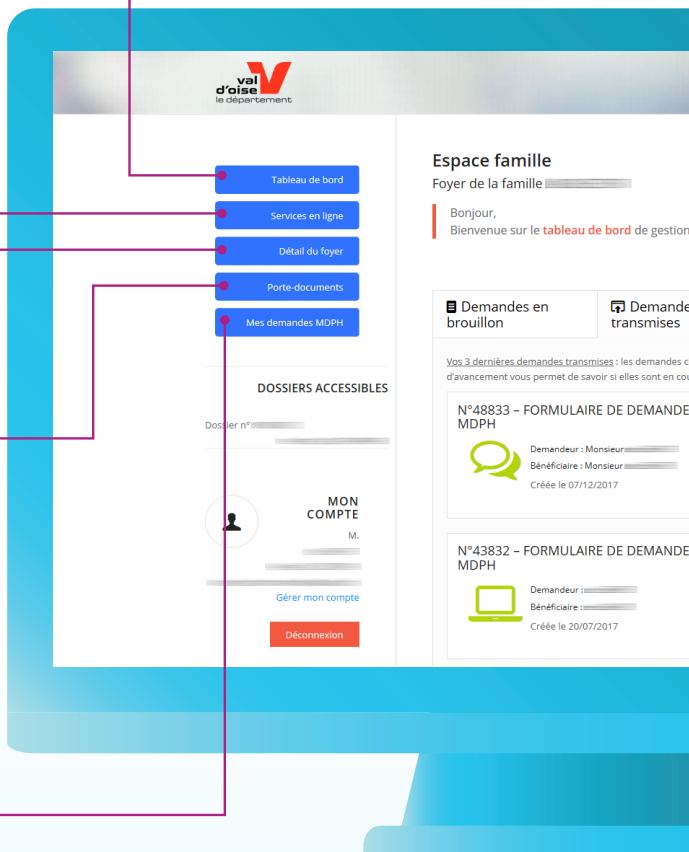 val
d'oise
le département
Tableau de bord
Services en ligne
Détail du foyer
Porte-documents
Mes demandes MDPH
DOSSIERS ACCESSIBLES
Dossier n°
MON
COMPTE
M.
Gérer mon compte
Déconnexion
Espace famille
Foyer de la famille
Bonjour,
Bienvenue sur le tableau de bord de gestion
Demandes en
brouillon
Demande
transmises
Vos 3 dernières demandes transmises : les demandes c
d'avancement vous permet de savoir si elles sont en cou
N°48833 – FORMULAIRE DE DEMANDE
MDPH
Demandeur : Monsieur
Bénéficiaire : Monsieur
Créée le 07/12/2017
N°43832 – FORMULAIRE DE DEMANDE
MDPH
Demandeur :
Bénéficiaire :
Créée le 20/07/2017